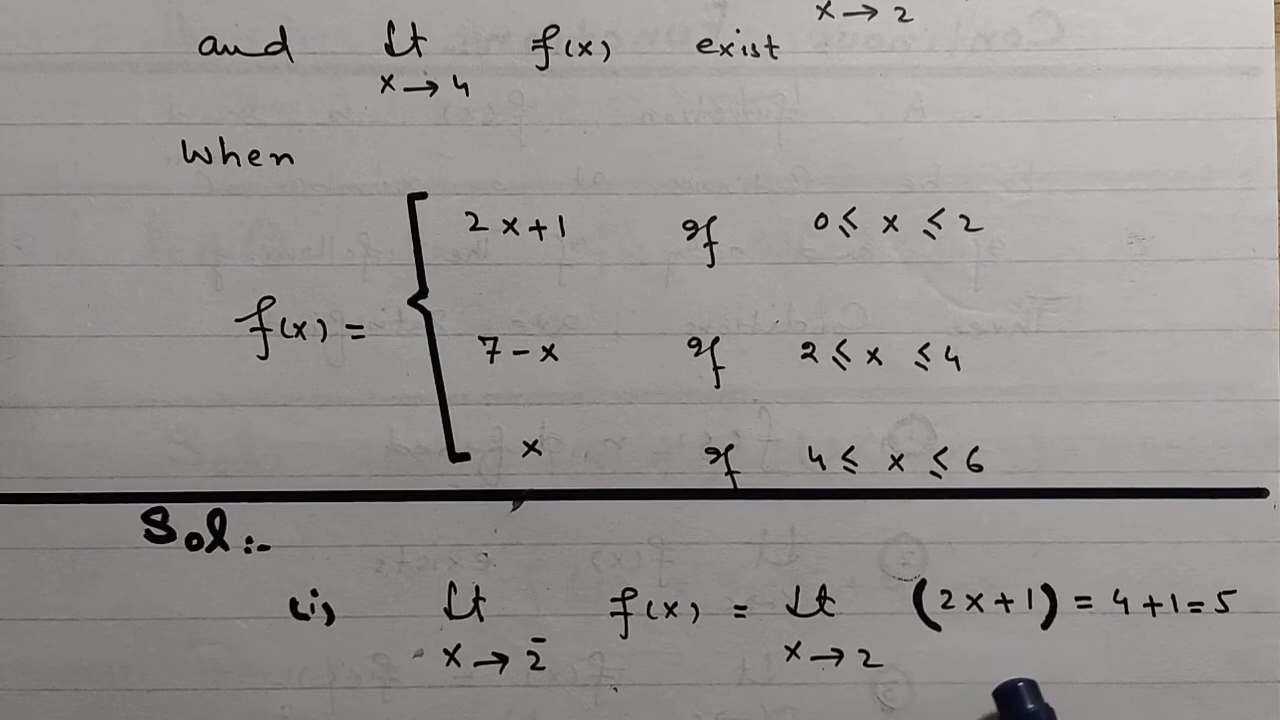 x → 2
and Lt f(x) exist
x → 4
When
2x+1 if 0 ≤ x ≤ 2
f(x) =
7-x if 2 ≤ x ≤ 4
x if 4 ≤ x ≤ 6
Sol:-
(i) Lt f(x) = Lt (2x+1) = 4+1=5
x → 2̄ x → 2